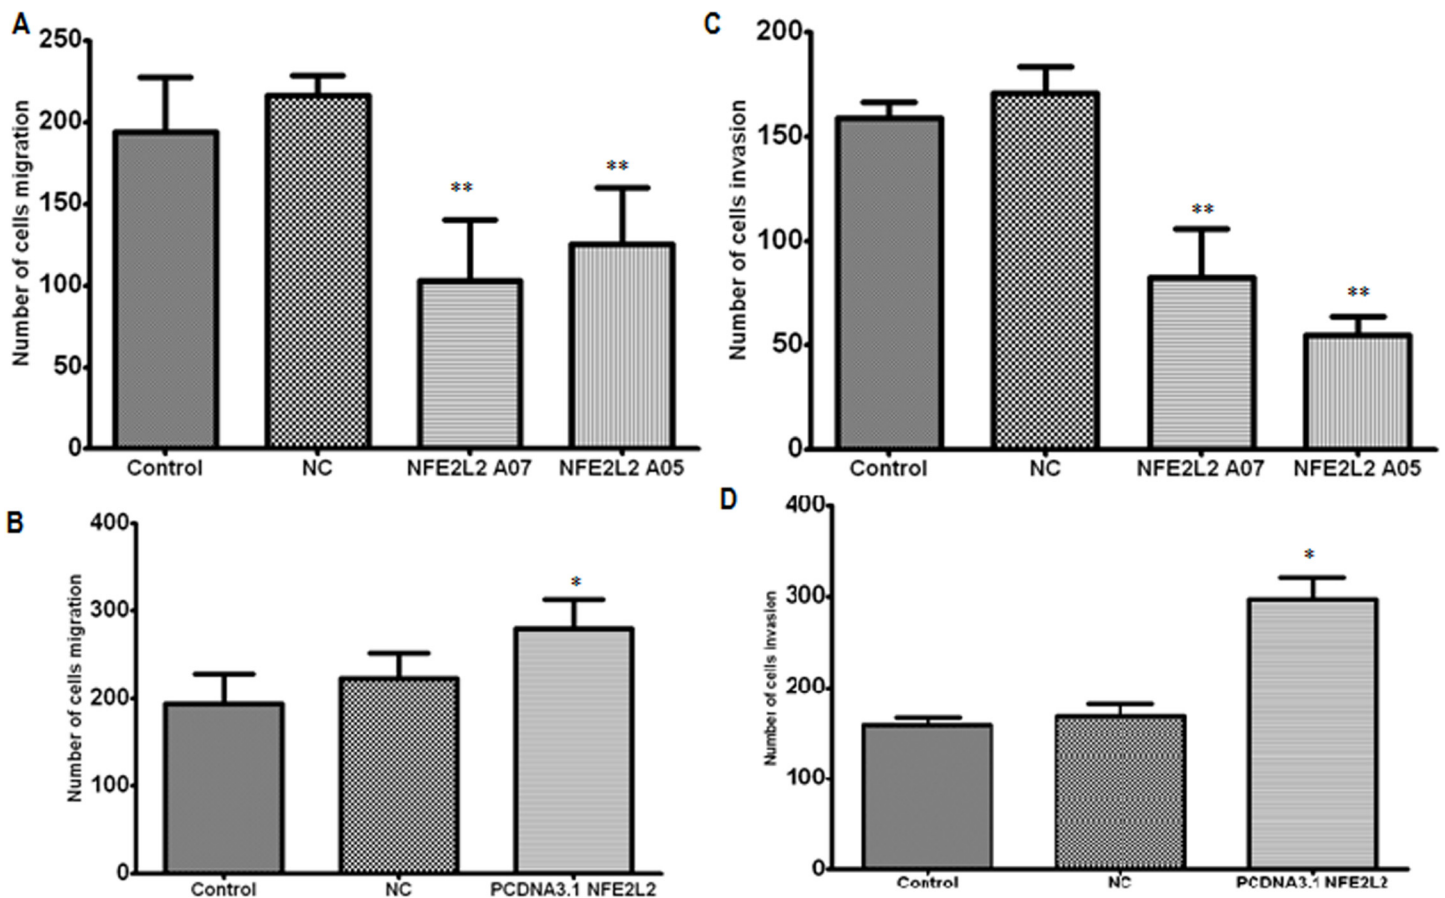 A
Number of cells migration
250
200
150
100
50
0
**
**
Control NC NFE2L2 A07 NFE2L2 A05
C
Number of cells invasion
200
150
100
50
0
**
**
Control NC NFE2L2 A07 NFE2L2 A05
B
Number of cells migration
400
300
200
100
0
*
Control NC PCDNA3.1 NFE2L2
D
Number of cells invasion
400
300
200
100
0
*
Control NC PCDNA3.1 NFE2L2